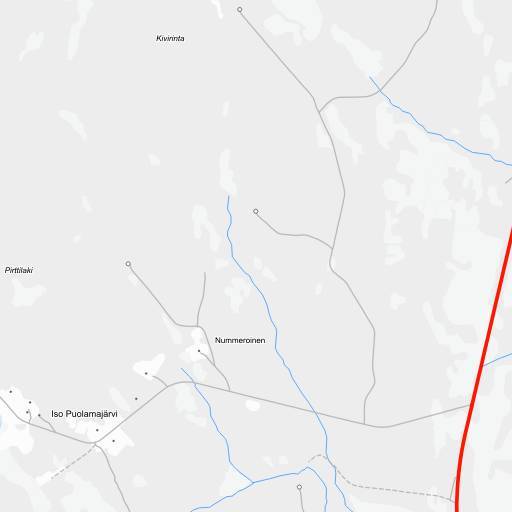 Kivirinta
Pirttilaki
Nummeroinen
Iso Puolamajärvi